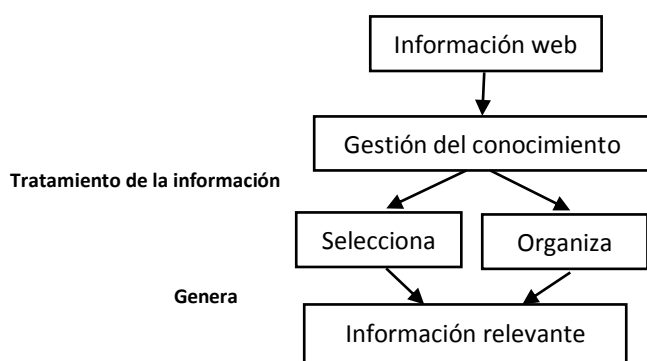 Información web
Gestión del conocimiento
Tratamiento de la información
Selecciona
Organiza
Genera
Información relevante